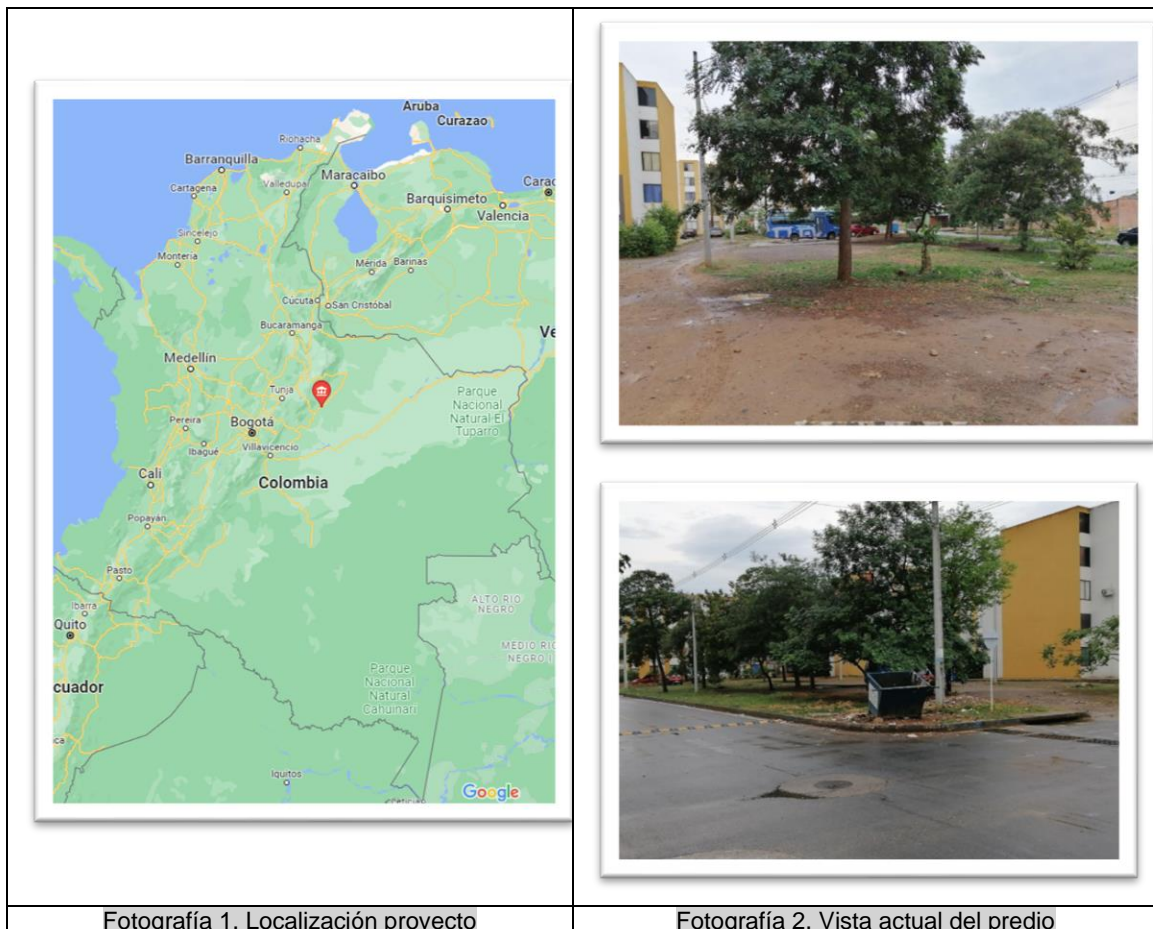 Aruba
Curazao
Riohacha
Barranquilla
Maracaibo
Cartagena
Valledupar
Barquisimeto
Valencia
Sincelejo
Montería
Mérida
Barinas
Cúcuta
San Cristóbal
Bucaramanga
Medellín
Tunja
Parque
Nacional
Natural El
Tuparro
Pereira
Bogotá
Ibagué
Villavicencio
Cali
Colombia
Popayán
Pasto
Ibarra
Quito
ALTO RIO
NEGRO
MEDIO RIO
NEGRO I
cuador
Parque
Nacional
Natural
Cahuinari
Iquitos
Google
Fotografía 1. Localización proyecto
Fotografía 2. Vista actual del predio